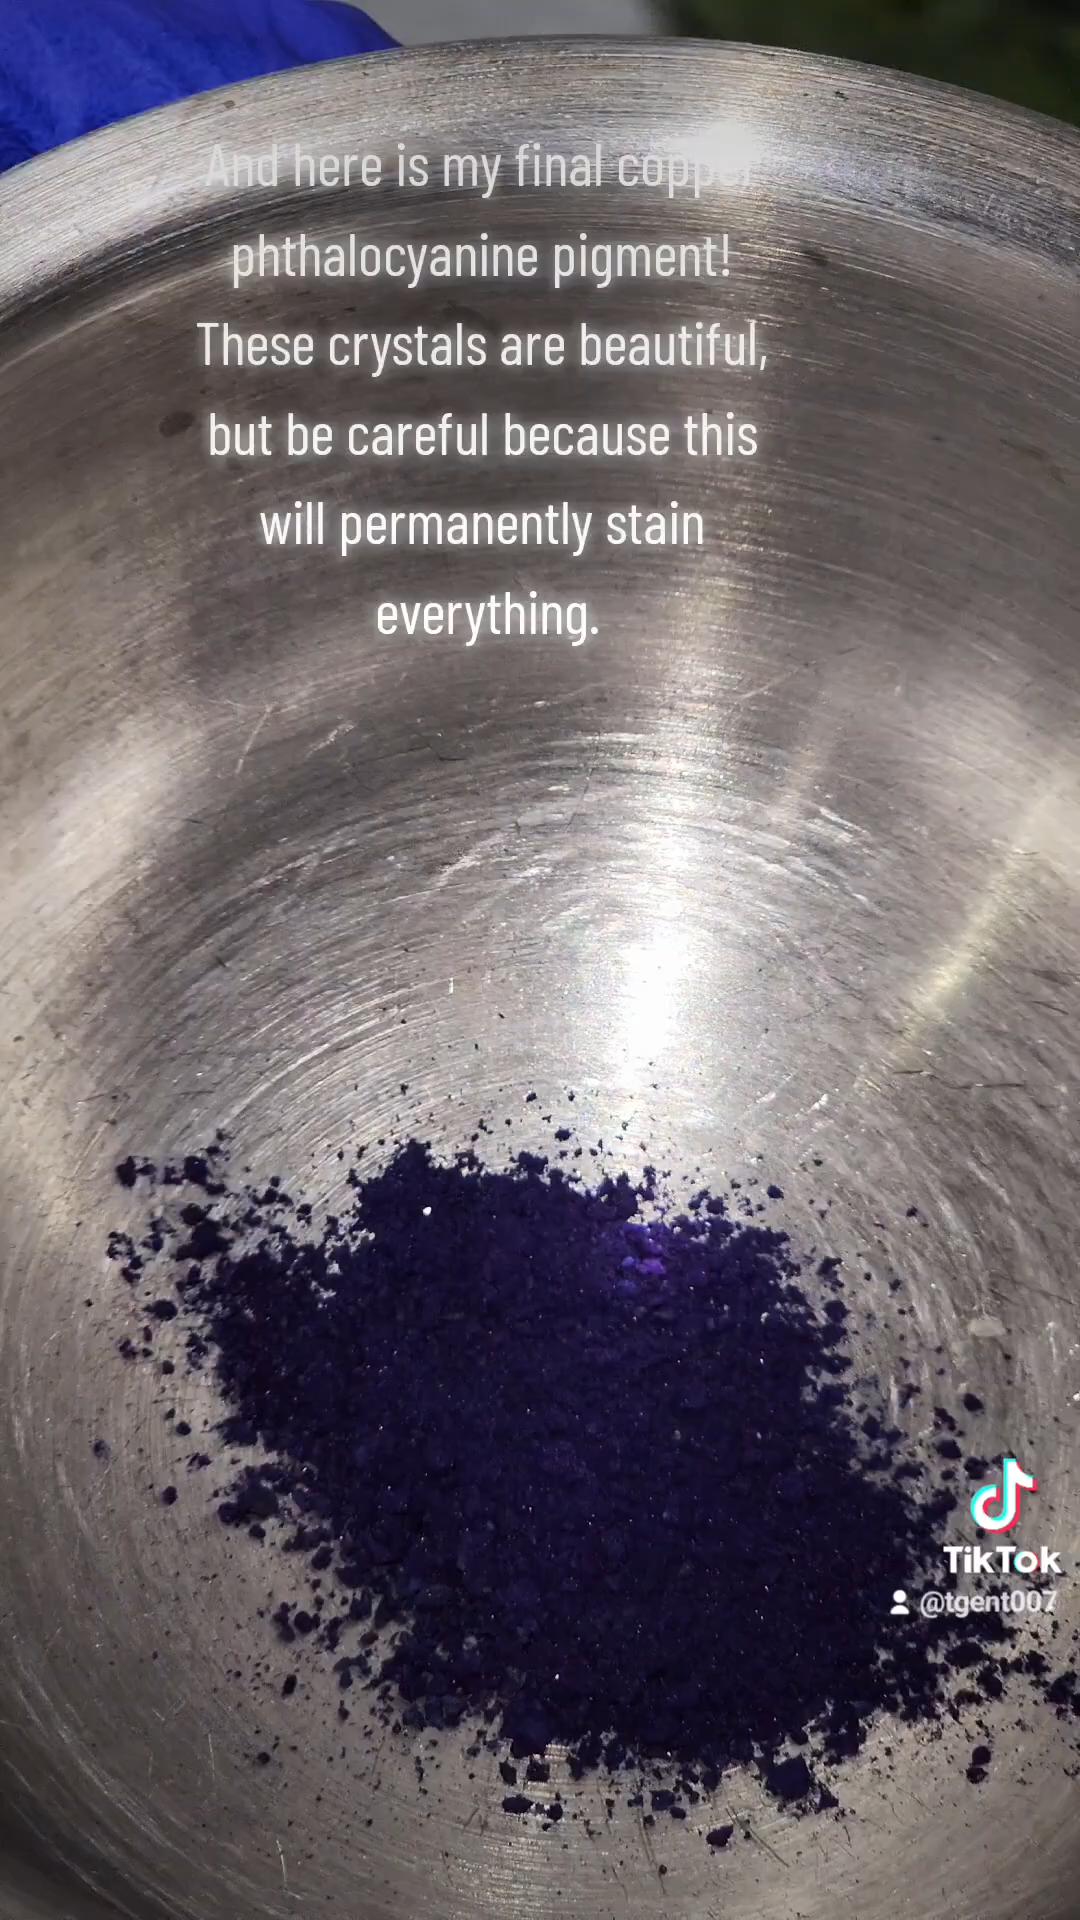 And here is my final copper
phthalocyanine pigment!
These crystals are beautiful,
but be careful because this
will permanently stain
everything.
TikTok
@tgent007